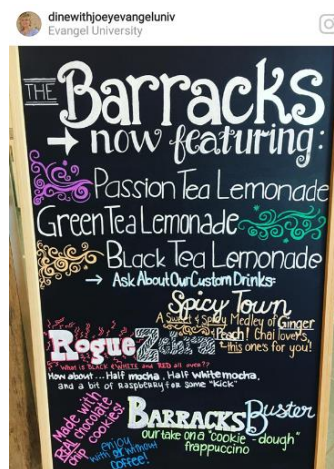 dinewithjoeyevangeluniv
Evangel University
THE Barracks
now featuring:
Passion Tea Lemonade
Green Tea Lemonade
Black Tea Lemonade
Ask About Our Custom Drinks:
Spicy Town
A Sweet & Spicy Medley of Ginger
Peach! Chai lovers,
this one's for you!
Rogue Zebra
What is BLACK & WHITE and RED all over??
How about... Half mocha, Half white mocha,
and a bit of Raspberry for some "kick"
Made with
REAL chocolate
chip cookies!
enjoy
with or without
coffee!
BARRACKS Buster
our take on a "cookie-dough"
frappuccino